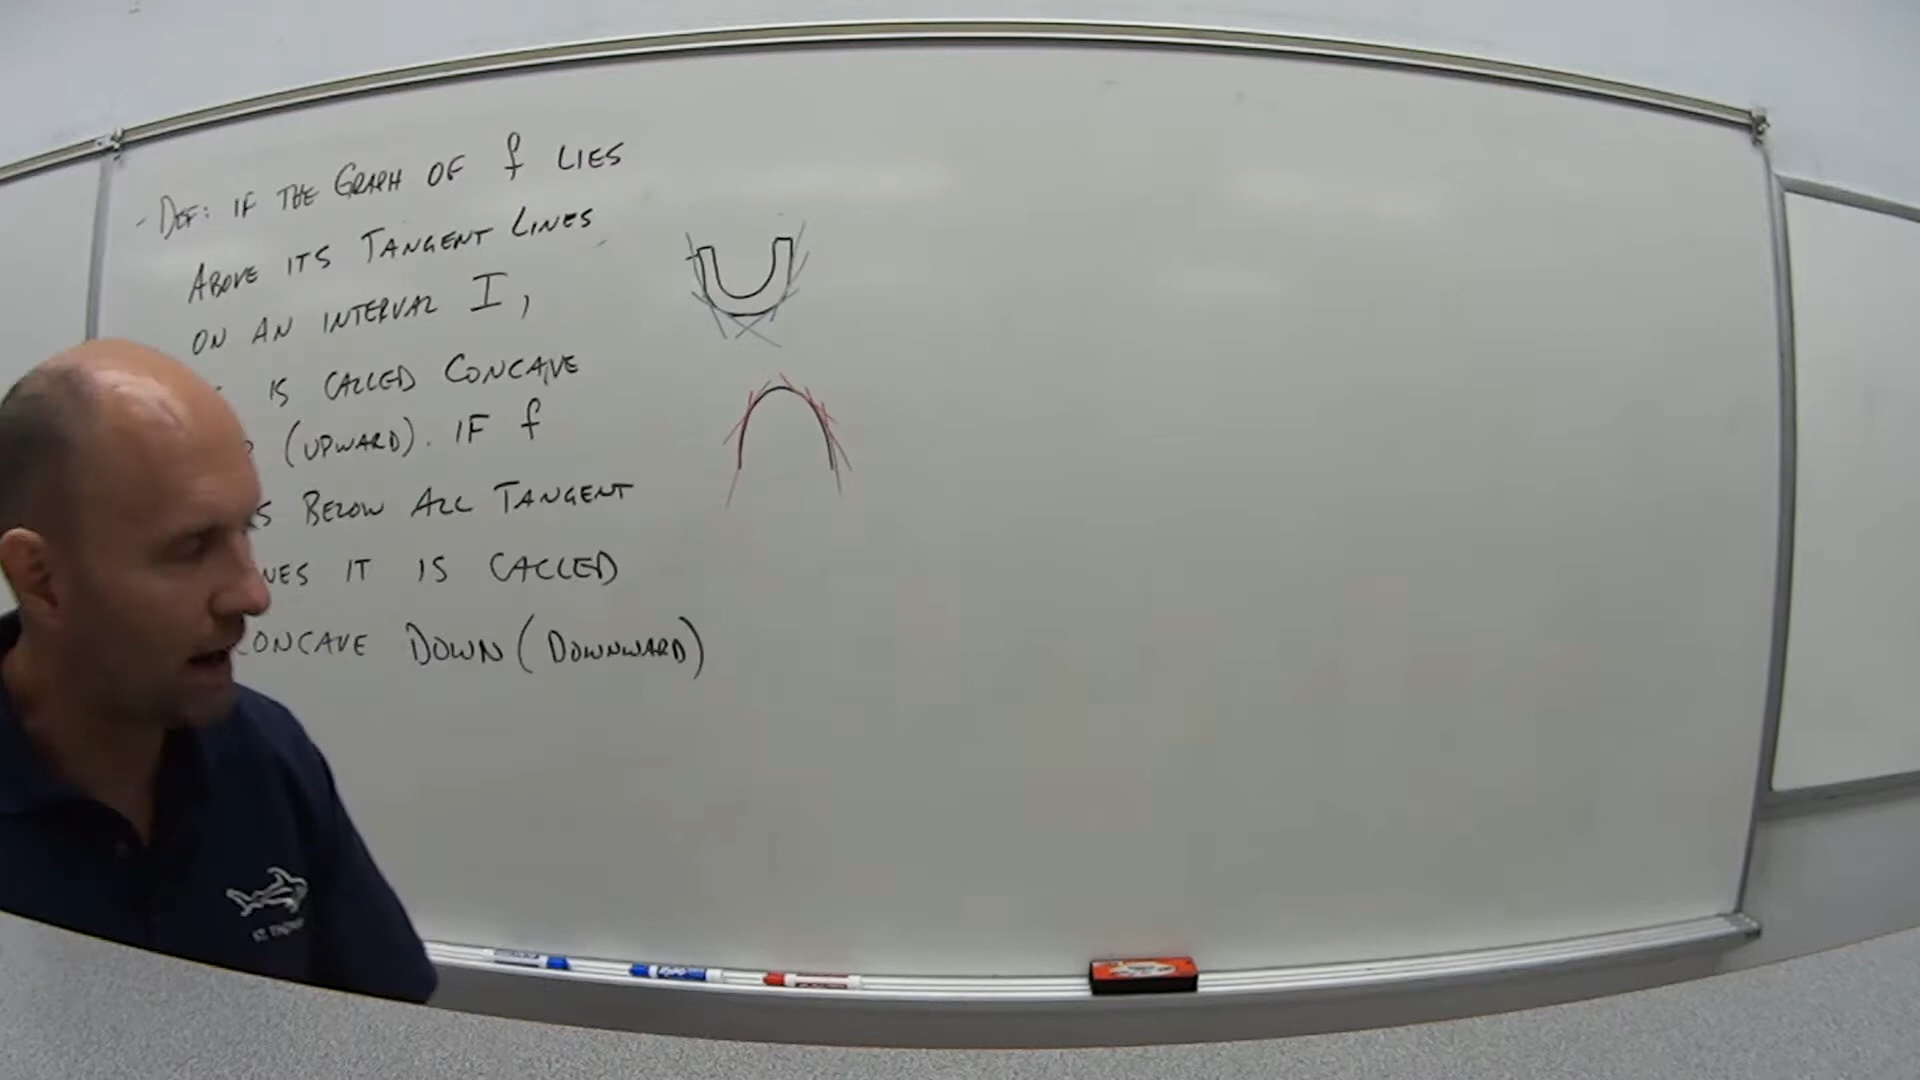 - DEF: IF THE GRAPH OF f LIES
ABOVE ITS TANGENT LINES
ON AN INTERVAL I,
IS CALLED CONCAVE
(UPWARD). IF f
S BELOW ALL TANGENT
NES IT IS CALLED
CONCAVE DOWN (DOWNWARD)